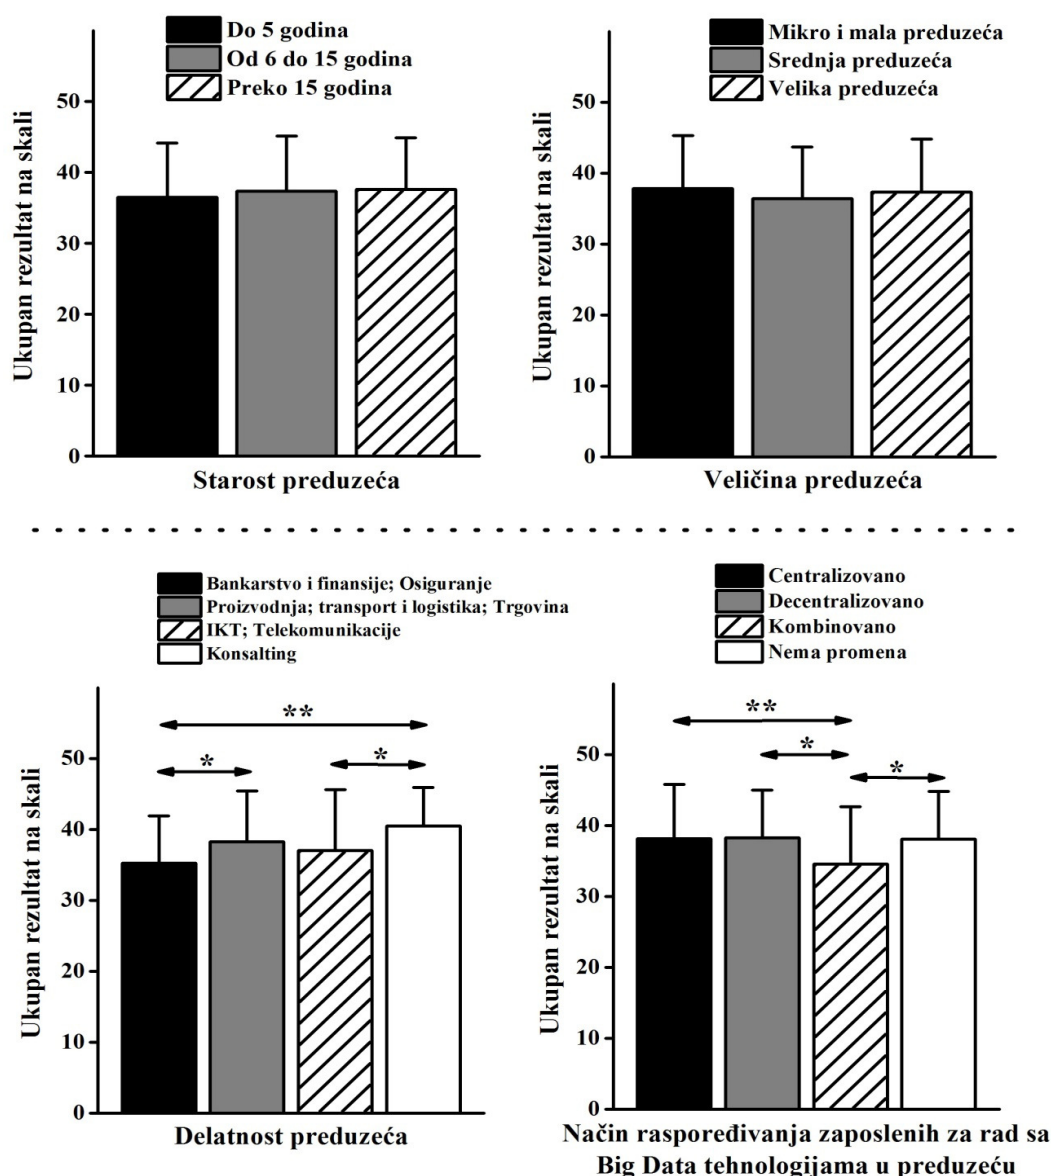 Do 5 godina
Od 6 do 15 godina
Preko 15 godina
Ukupan rezultat na skali
50
40
30
20
10
0
Starost preduzeća
Mikro i mala preduzeća
Srednja preduzeća
Velika preduzeća
Ukupan rezultat na skali
50
40
30
20
10
0
Veličina preduzeća
Bankarstvo i finansije; Osiguranje
Proizvodnja; transport i logistika; Trgovina
IKT; Telekomunikacije
Konsalting
Ukupan rezultat na skali
**
*
*
50
40
30
20
10
0
Delatnost preduzeća
Centralizovano
Decentralizovano
Kombinovano
Nema promena
Ukupan rezultat na skali
**
*
*
50
40
30
20
10
0
Način raspoređivanja zaposlenih za rad sa
Big Data tehnologijama u preduzeću